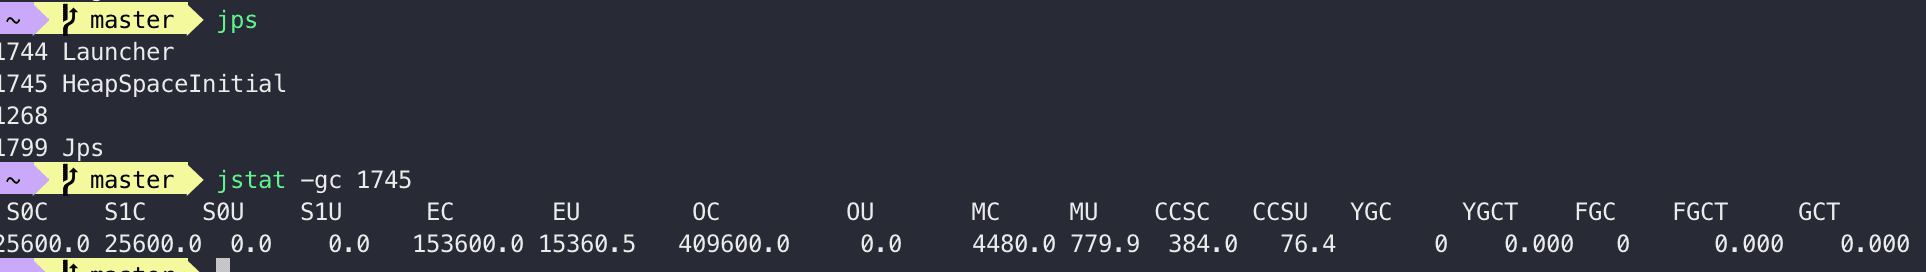 ~ master jps
1744 Launcher
1745 HeapSpaceInitial
1268
1799 Jps
~ master jstat -gc 1745
S0C S1C S0U S1U EC EU OC OU MC MU CCSC CCSU YGC YGCT FGC FGCT GCT
25600.0 25600.0 0.0 0.0 153600.0 15360.5 409600.0 0.0 4480.0 779.9 384.0 76.4 0 0.000 0 0.000 0.000
~ master